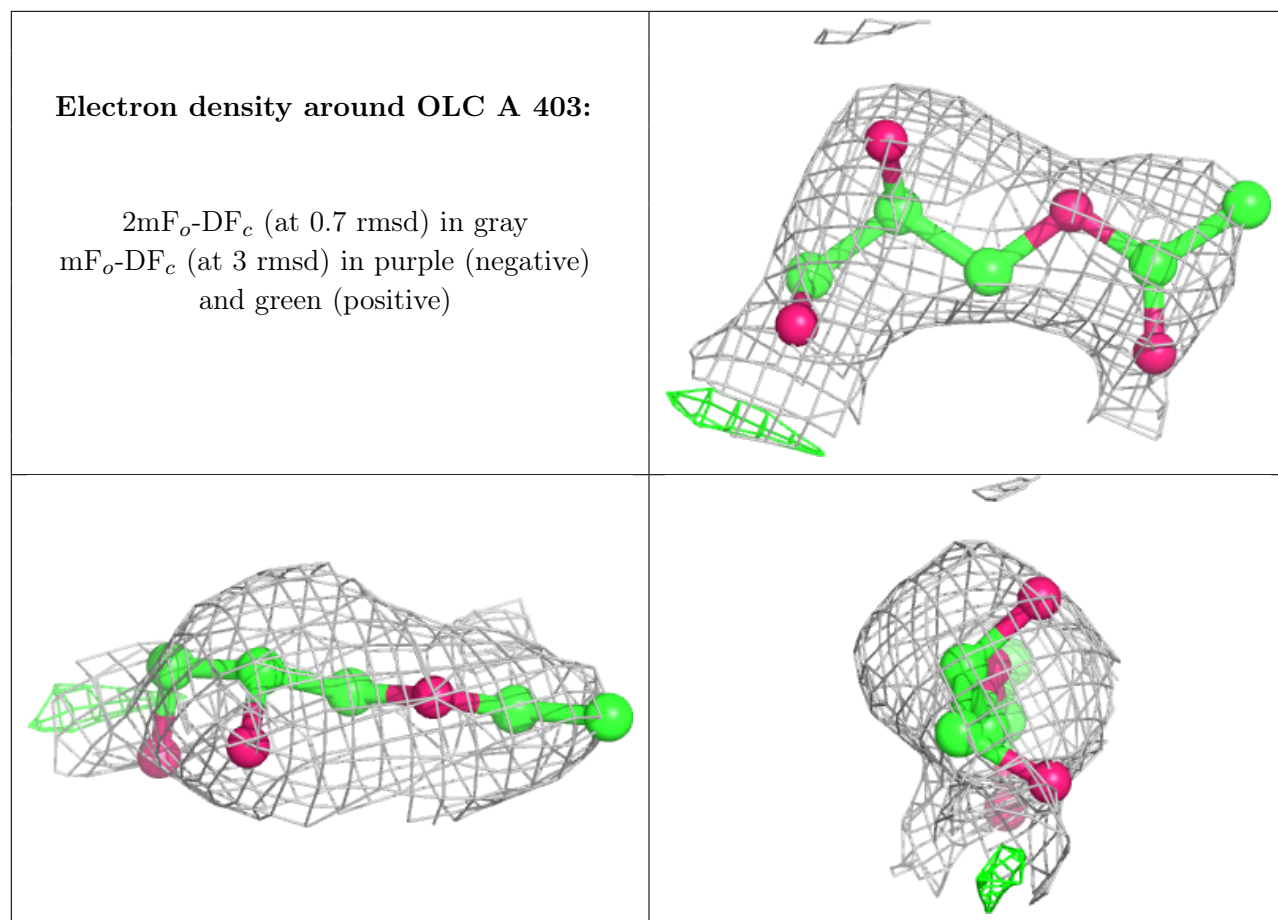 Electron density around OLC A 403:
2mFo-DFc (at 0.7 rmsd) in gray
mFo-DFc (at 3 rmsd) in purple (negative)
and green (positive)